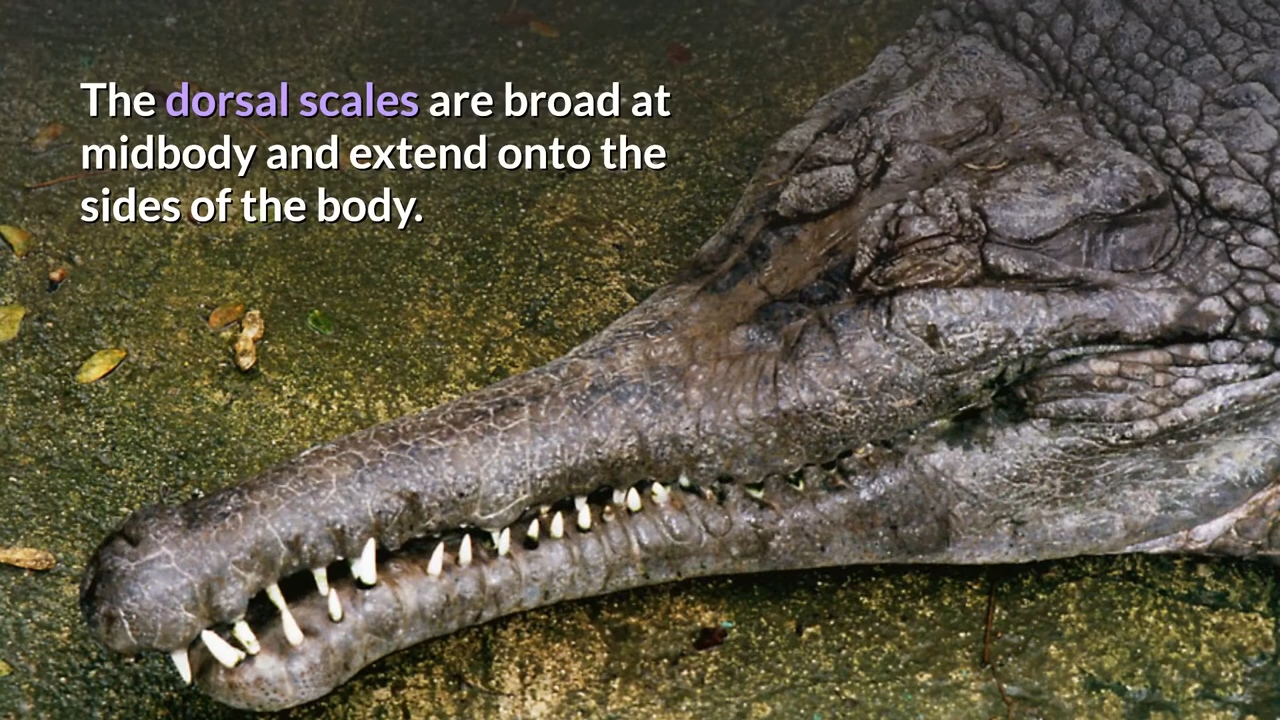 The dorsal scales are broad at
midbody and extend onto the
sides of the body.